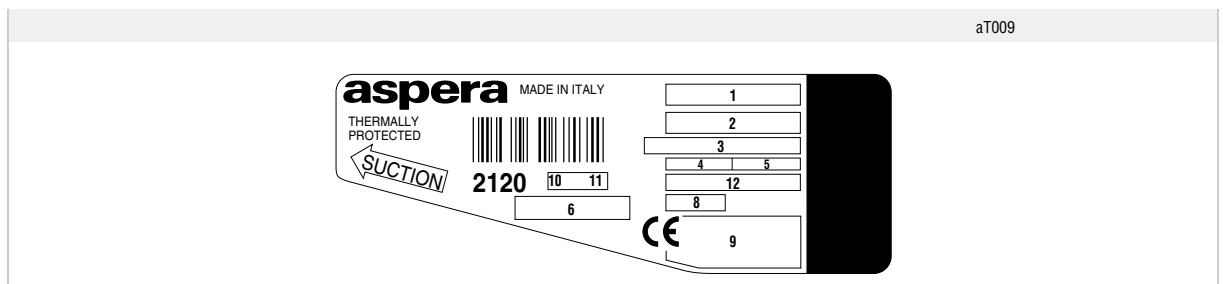 aT009
aspera MADE IN ITALY
THERMALLY
PROTECTED
SUCTION
2120
10 11
6
1
2
3
4 5
12
8
CE
9